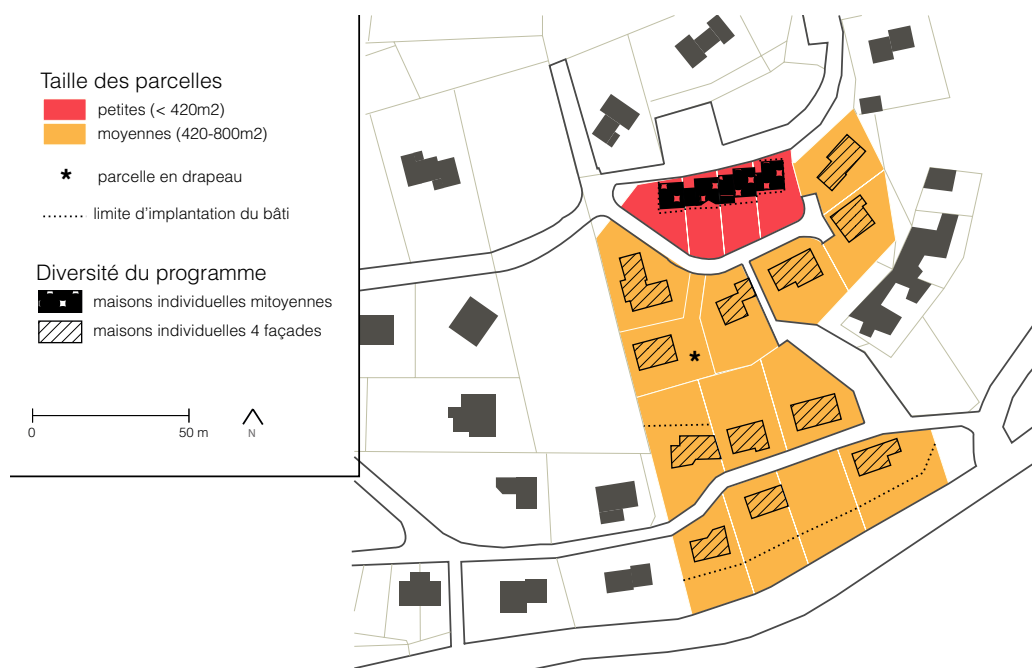 Taille des parcelles
petites (< 420m2)
moyennes (420-800m2)
* parcelle en drapeau
limite d'implantation du bâti
Diversité du programme
maisons individuelles mitoyennes
maisons individuelles 4 façades
0 50 m
N
*